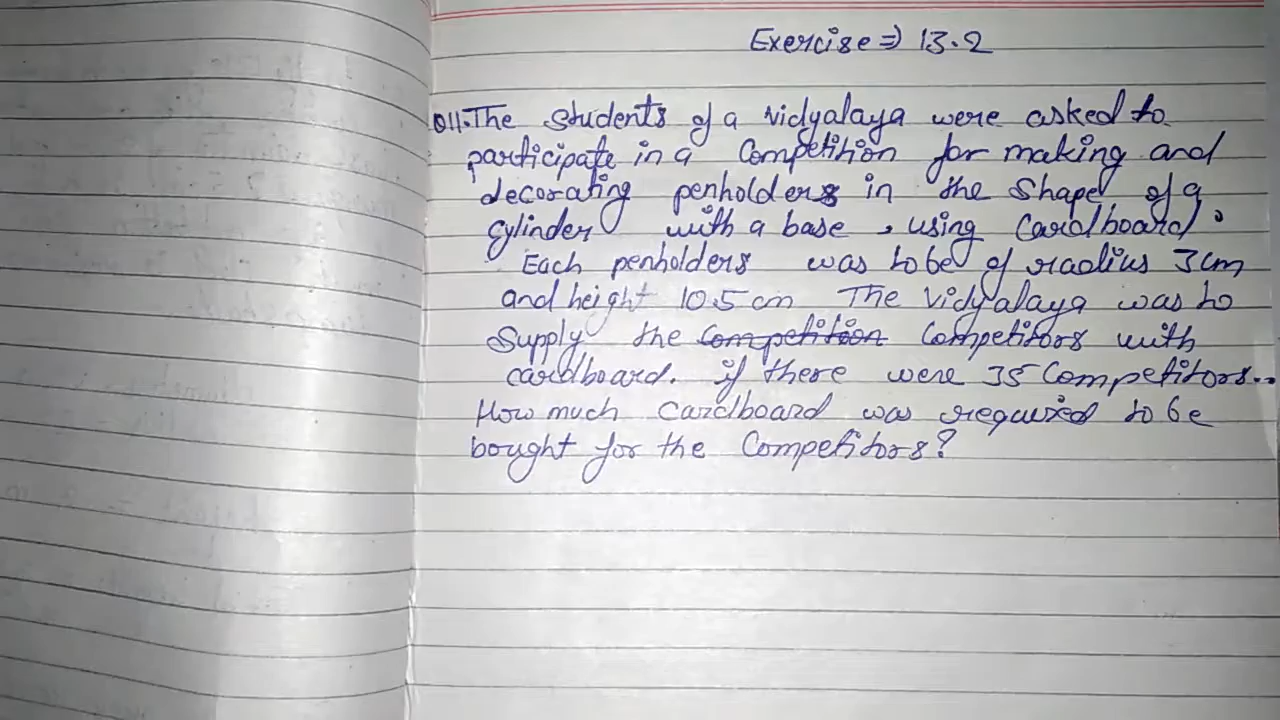 Exercise ⇒ 13.2
Q11. The students of a vidyalaya were asked to
participate in a Competition for making and
decorating penholders in the shape of a
Cylinder with a base, using Cardboard.
Each penholders was to be of radius 3cm
and height 10.5 cm The vidyalaya was to
supply the Competition Competitors with
cardboard. if there were 35 Competitors..
How much cardboard was required to be
bought for the Competitors?